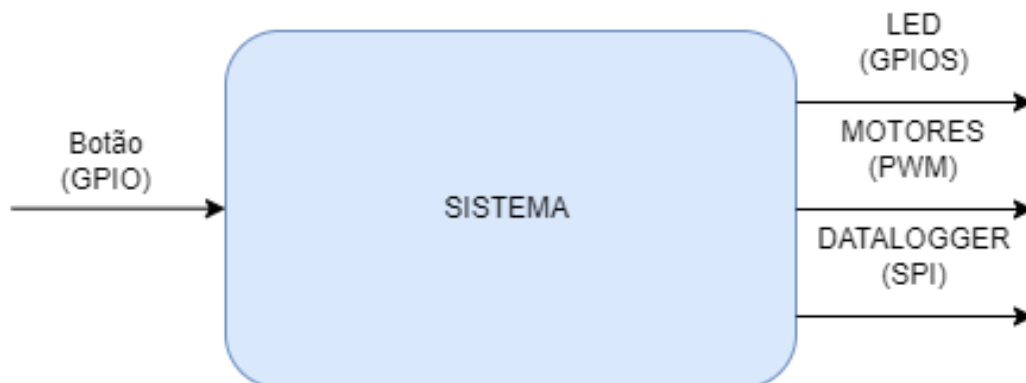 Botão
(GPIO)
SISTEMA
LED
(GPIOS)
MOTORES
(PWM)
DATALOGGER
(SPI)